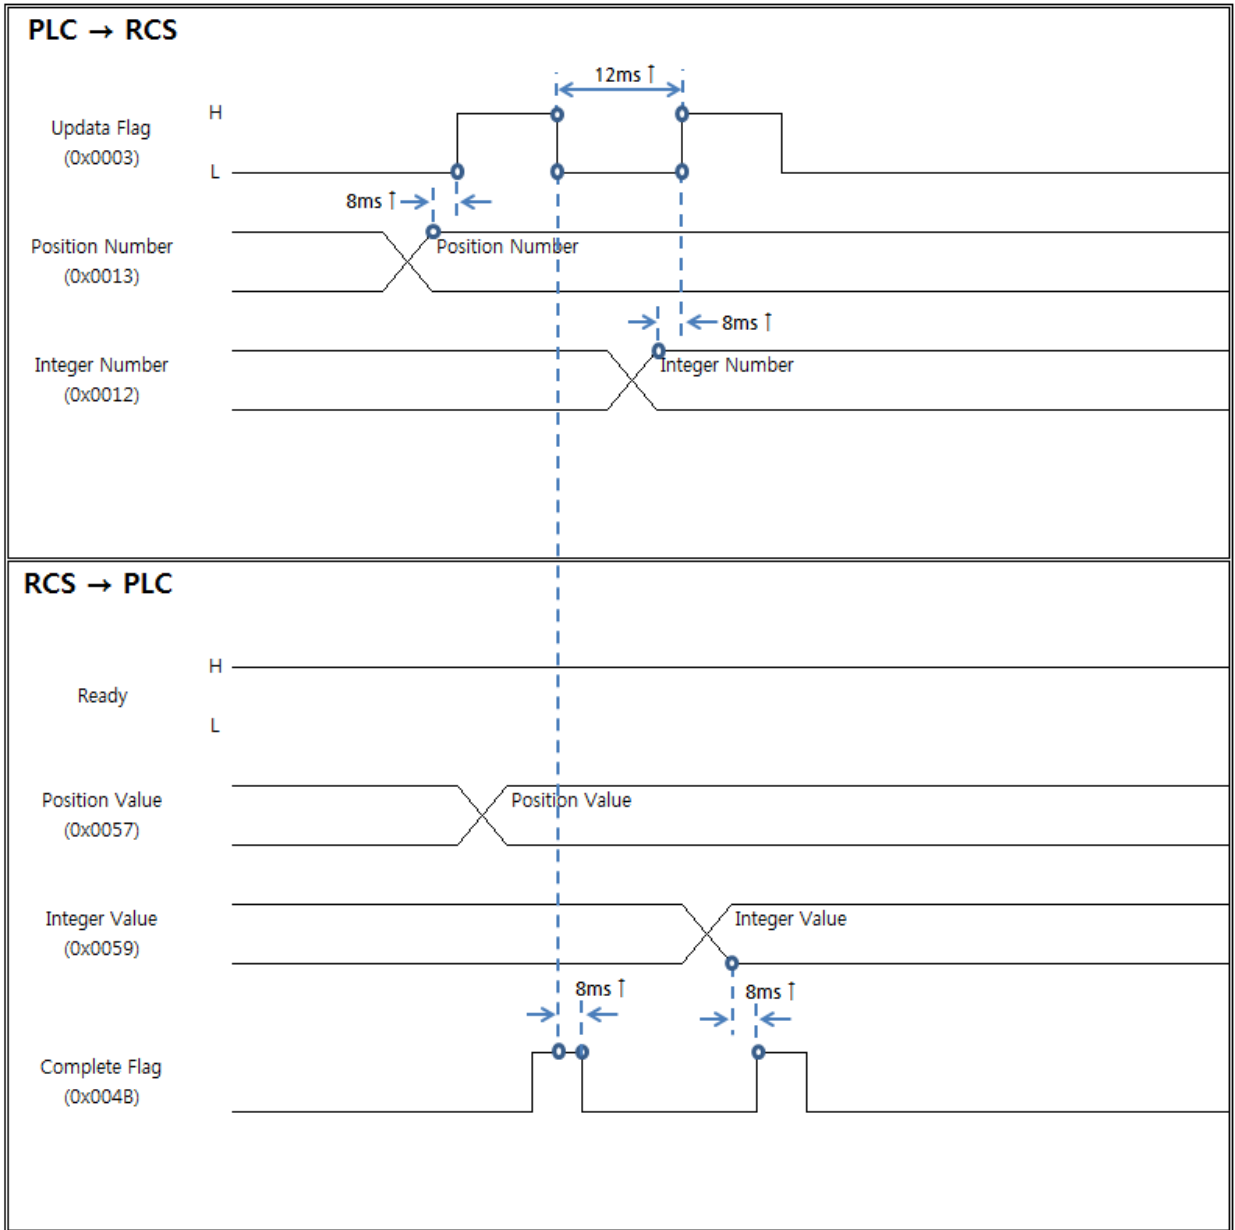 PLC → RCS
12ms ↑
H
Updata Flag
(0x0003)
L
8ms ↑
Position Number
(0x0013)
Position Number
8ms ↑
Integer Number
(0x0012)
Integer Number
RCS → PLC
H
Ready
L
Position Value
(0x0057)
Position Value
Integer Value
(0x0059)
Integer Value
8ms ↑
8ms ↑
Complete Flag
(0x004B)